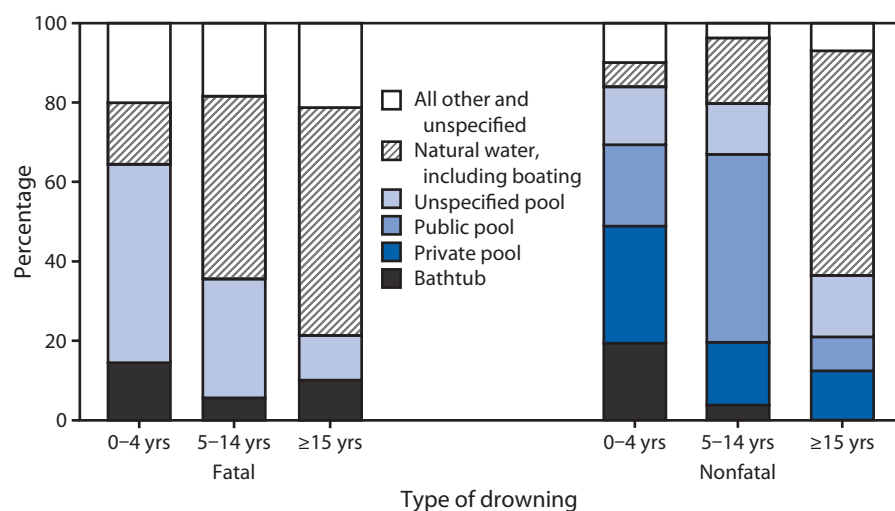 100
80
60
40
20
0
Percentage
All other and
unspecified
Natural water,
including boating
Unspecified pool
Public pool
Private pool
Bathtub
0–4 yrs
5–14 yrs
≥15 yrs
0–4 yrs
5–14 yrs
≥15 yrs
Fatal
Nonfatal
Type of drowning